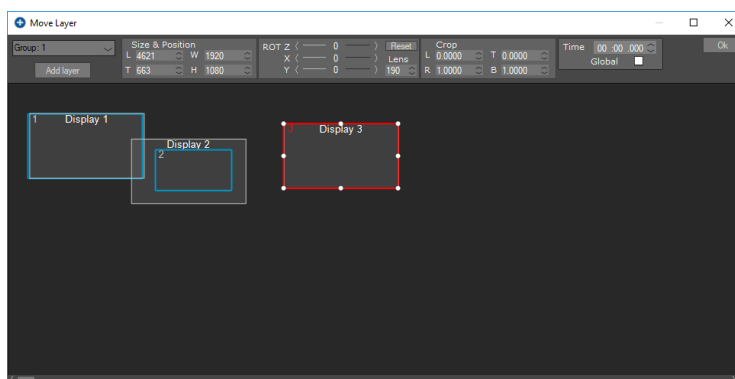 Move Layer
Group: 1
Add layer
Size & Position
L 4621 W 1920
T 663 H 1080
ROT Z 0 Reset
X 0 Lens
Y 0 190
Crop
L 0.0000 T 0.0000
R 1.0000 B 1.0000
Time 00 :00 .000
Global
Ok
1 Display 1
Display 2
2
3 Display 3